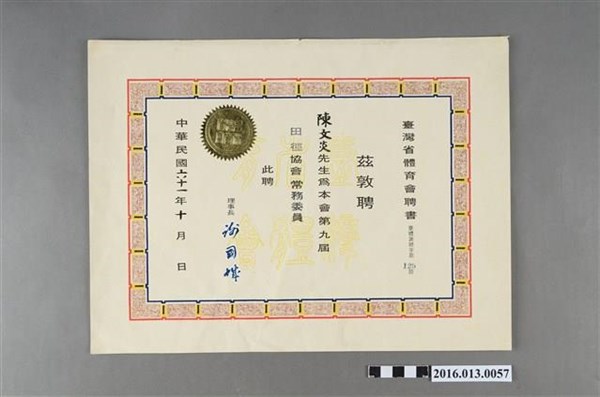 臺灣省體育會聘書
129
茲敦聘
陳文炎先生為本會第九屆
田徑協會常務委員
此聘
理事長
中華民國六十一年十月 日
2016.013.0057